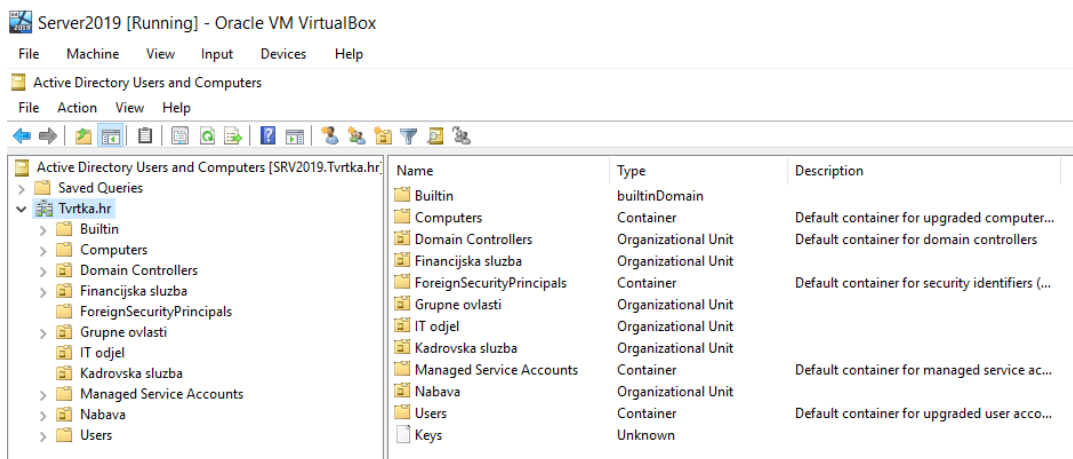 Server2019 [Running] - Oracle VM VirtualBox
File Machine View Input Devices Help
Active Directory Users and Computers
File Action View Help
Active Directory Users and Computers [SRV2019.Tvrtka.hr]
Saved Queries
Tvrtka.hr
Builtin
Computers
Domain Controllers
Financijska sluzba
ForeignSecurityPrincipals
Grupne ovlasti
IT odjel
Kadrovska sluzba
Managed Service Accounts
Nabava
Users
Name Type Description
Builtin builtinDomain
Computers Container Default container for upgraded computer...
Domain Controllers Organizational Unit Default container for domain controllers
Financijska sluzba Organizational Unit
ForeignSecurityPrincipals Container Default container for security identifiers (...
Grupne ovlasti Organizational Unit
IT odjel Organizational Unit
Kadrovska sluzba Organizational Unit
Managed Service Accounts Container Default container for managed service ac...
Nabava Organizational Unit
Users Container Default container for upgraded user acco...
Keys Unknown